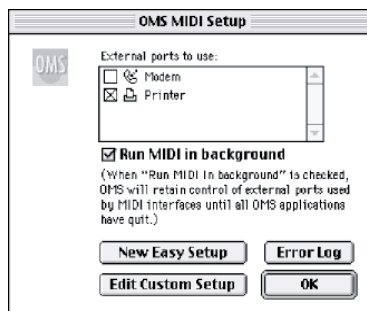 OMS MIDI Setup
OMS
External ports to use:
Modem
Printer
Run MIDI in background
(When "Run MIDI In background" is checked,
OMS will retain control of external ports used
by MIDI interfaces until all OMS applications
have quit.)
New Easy Setup
Error Log
Edit Custom Setup
OK